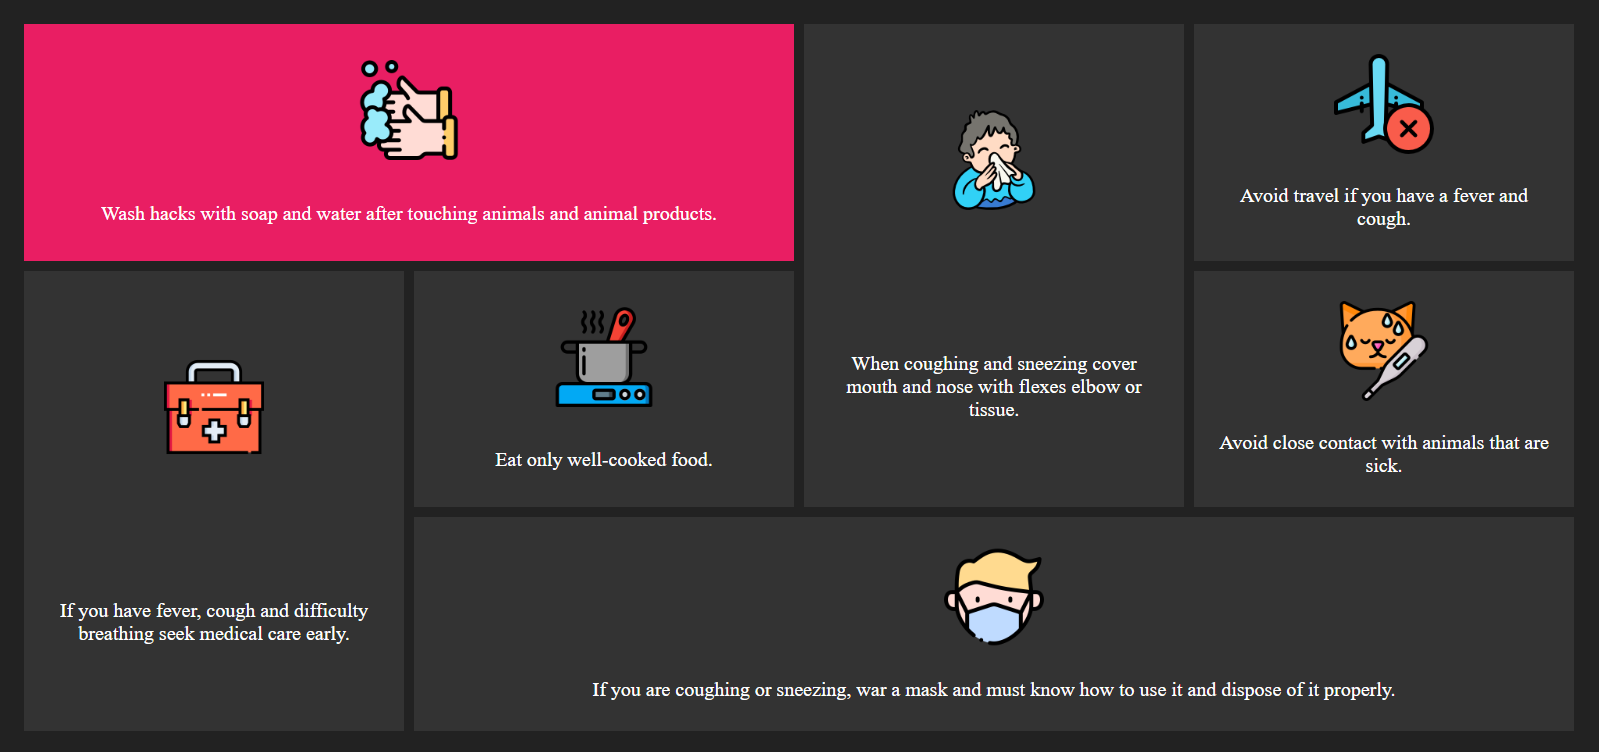 Wash hacks with soap and water after touching animals and animal products.
When coughing and sneezing cover
mouth and nose with flexes elbow or
tissue.
Avoid travel if you have a fever and
cough.
If you have fever, cough and difficulty
breathing seek medical care early.
Eat only well-cooked food.
Avoid close contact with animals that are
sick.
If you are coughing or sneezing, war a mask and must know how to use it and dispose of it properly.